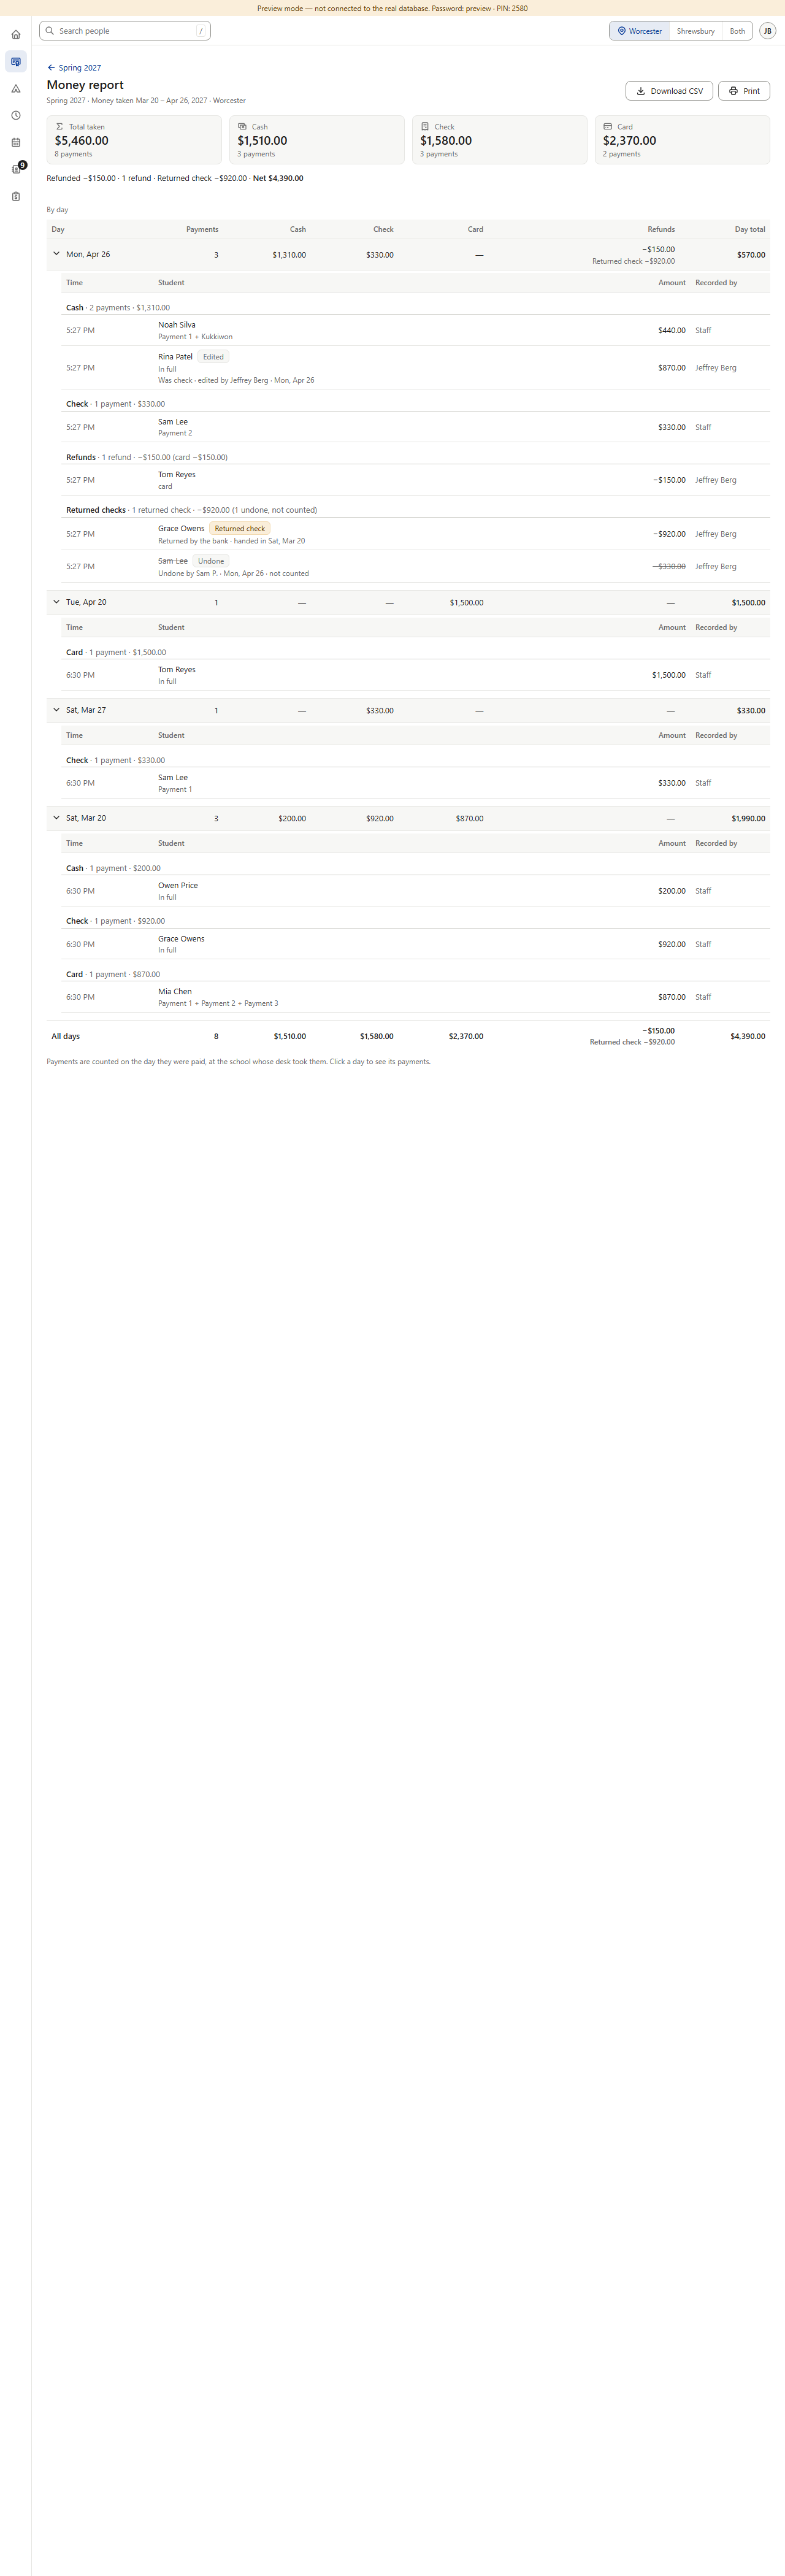 Preview mode — not connected to the real database. Password: preview · PIN: 2580
Search people /
Worcester Shrewsbury Both JB
9
Spring 2027
Money report
Spring 2027 · Money taken Mar 20 – Apr 26, 2027 · Worcester
Download CSV Print
Total taken
$5,460.00
8 payments
Cash
$1,510.00
3 payments
Check
$1,580.00
3 payments
Card
$2,370.00
2 payments
Refunded −$150.00 · 1 refund · Returned check −$920.00 · Net $4,390.00
By day
Day Payments Cash Check Card Refunds Day total
Mon, Apr 26 3 $1,310.00 $330.00 — −$150.00 $570.00
Returned check −$920.00
Time Student Amount Recorded by
Cash · 2 payments · $1,310.00
5:27 PM Noah Silva $440.00 Staff
Payment 1 + Kukkiwon
5:27 PM Rina Patel Edited $870.00 Jeffrey Berg
In full
Was check · edited by Jeffrey Berg · Mon, Apr 26
Check · 1 payment · $330.00
5:27 PM Sam Lee $330.00 Staff
Payment 2
Refunds · 1 refund · −$150.00 (card −$150.00)
5:27 PM Tom Reyes −$150.00 Jeffrey Berg
card
Returned checks · 1 returned check · −$920.00 (1 undone, not counted)
5:27 PM Grace Owens Returned check −$920.00 Jeffrey Berg
Returned by the bank · handed in Sat, Mar 20
5:27 PM Sam Lee Undone −$330.00 Jeffrey Berg
Undone by Sam P. · Mon, Apr 26 · not counted
Tue, Apr 20 1 — — $1,500.00 — $1,500.00
Time Student Amount Recorded by
Card · 1 payment · $1,500.00
6:30 PM Tom Reyes $1,500.00 Staff
In full
Sat, Mar 27 1 — $330.00 — — $330.00
Time Student Amount Recorded by
Check · 1 payment · $330.00
6:30 PM Sam Lee $330.00 Staff
Payment 1
Sat, Mar 20 3 $200.00 $920.00 $870.00 — $1,990.00
Time Student Amount Recorded by
Cash · 1 payment · $200.00
6:30 PM Owen Price $200.00 Staff
In full
Check · 1 payment · $920.00
6:30 PM Grace Owens $920.00 Staff
In full
Card · 1 payment · $870.00
6:30 PM Mia Chen $870.00 Staff
Payment 1 + Payment 2 + Payment 3
All days 8 $1,510.00 $1,580.00 $2,370.00 −$150.00 $4,390.00
Returned check −$920.00
Payments are counted on the day they were paid, at the school whose desk took them. Click a day to see its payments.